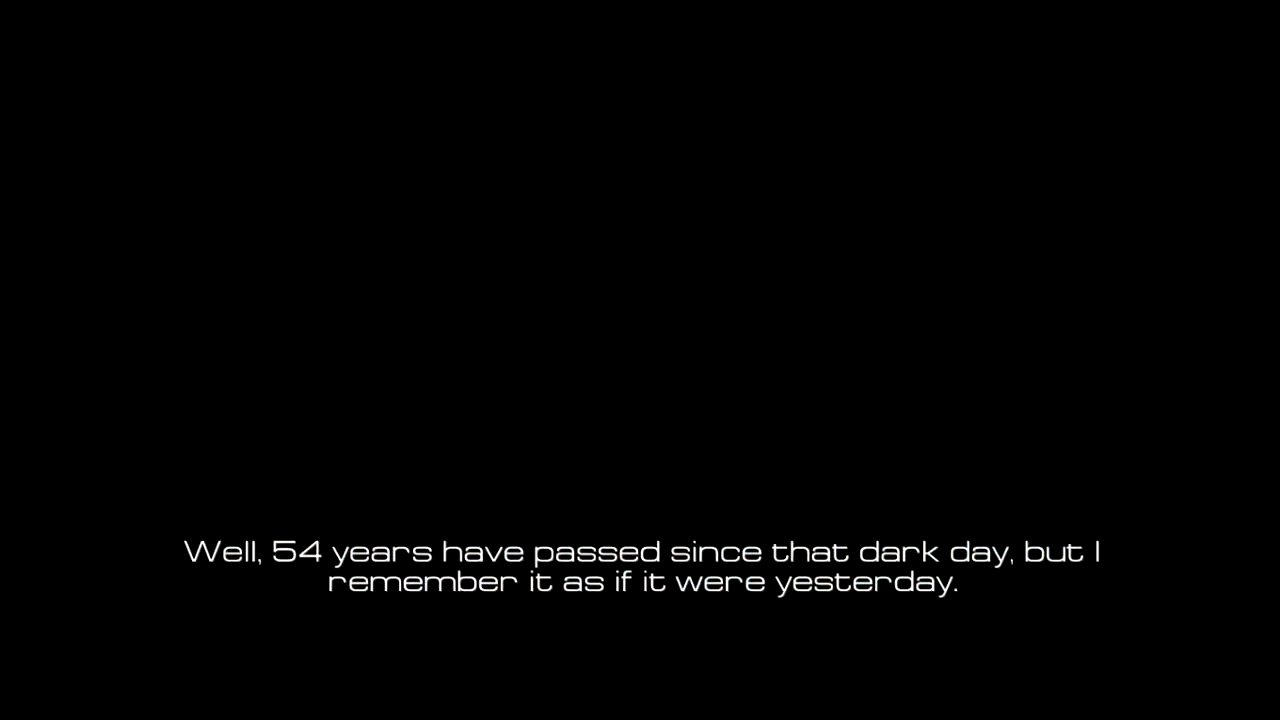 Well, 54 years have passed since that dark day, but I
remember it as if it were yesterday.